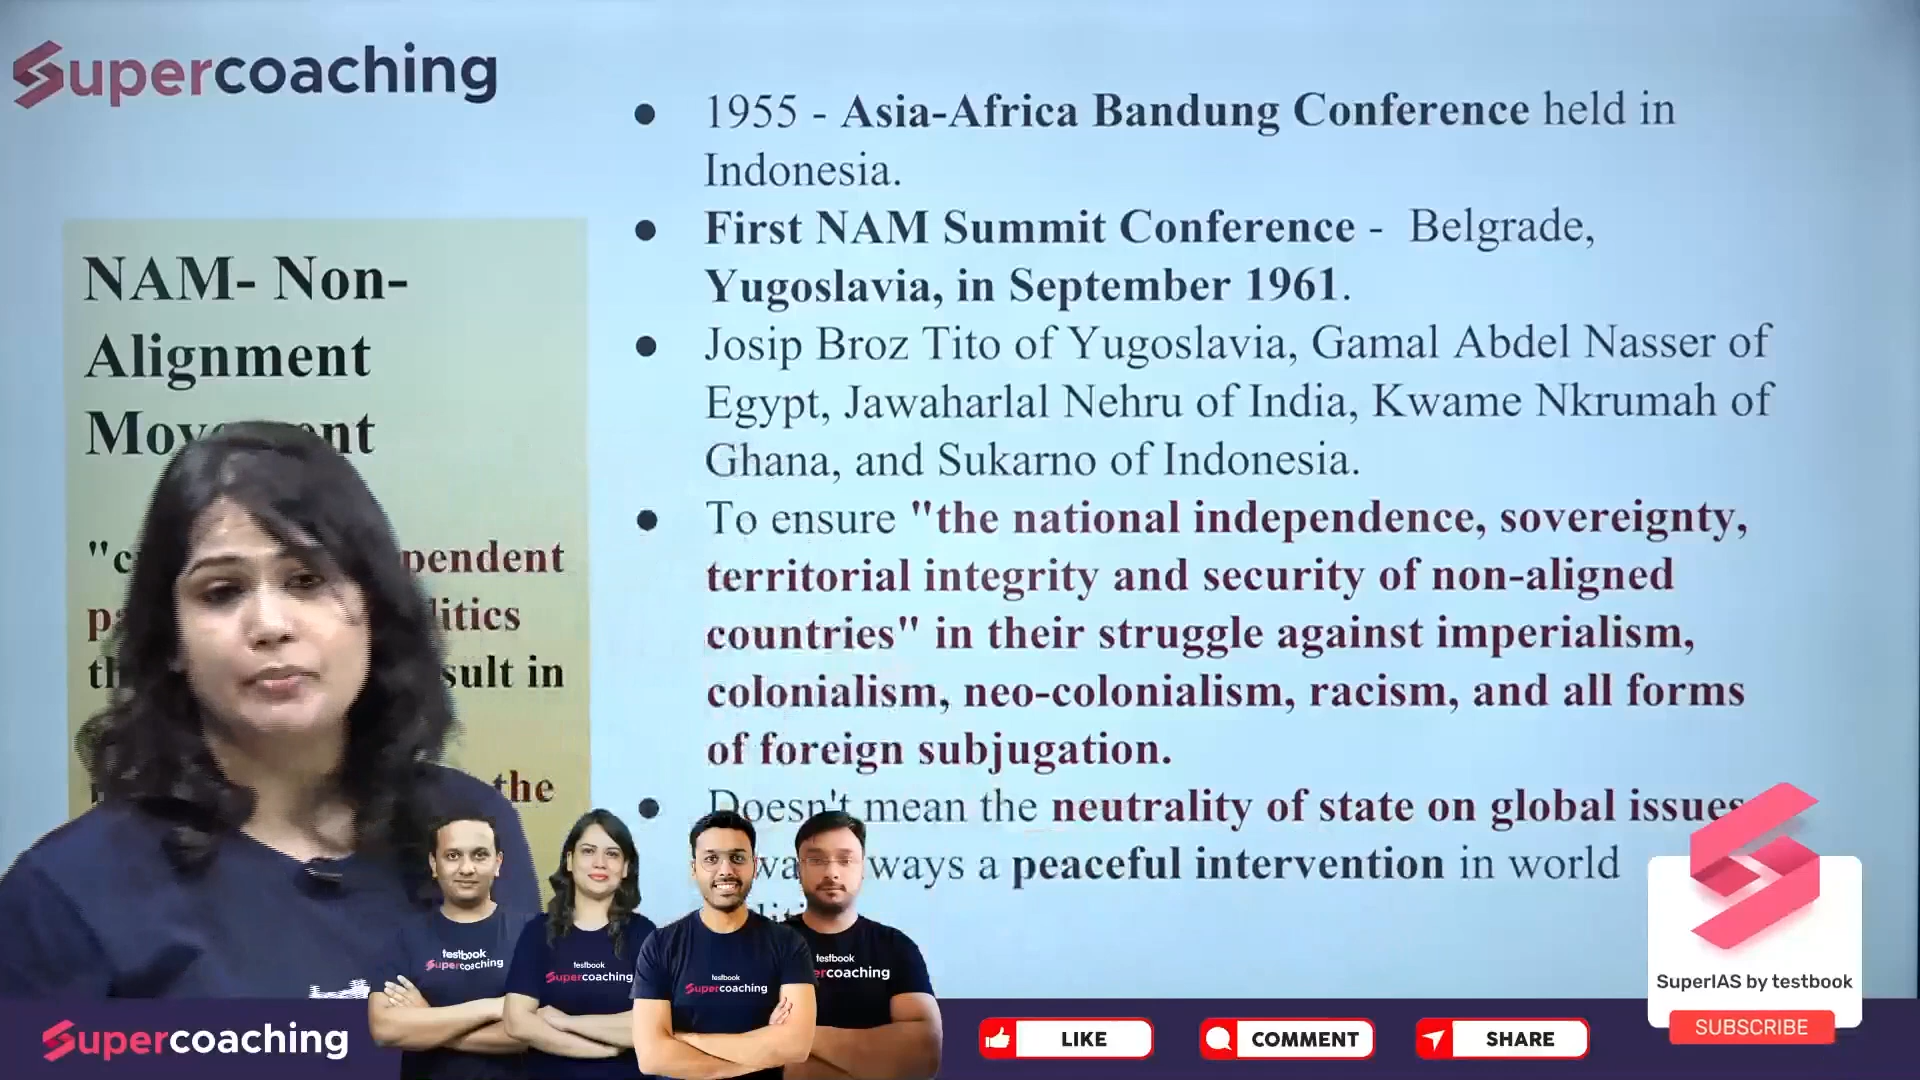 Supercoaching
• 1955 - Asia-Africa Bandung Conference held in
Indonesia.
• First NAM Summit Conference - Belgrade,
Yugoslavia, in September 1961.
• Josip Broz Tito of Yugoslavia, Gamal Abdel Nasser of
Egypt, Jawaharlal Nehru of India, Kwame Nkrumah of
Ghana, and Sukarno of Indonesia.
• To ensure "the national independence, sovereignty,
territorial integrity and security of non-aligned
countries" in their struggle against imperialism,
colonialism, neo-colonialism, racism, and all forms
of foreign subjugation.
• Doesn't mean the neutrality of state on global issues
a peaceful intervention in world
NAM- Non-
Alignment
sult in
the
testbook
Supercoaching
testbook
Supercoaching
testbook
Supercoaching
testbook
ercoaching
Supercoaching
LIKE
COMMENT
SHARE
SuperIAS by testbook
SUBSCRIBE